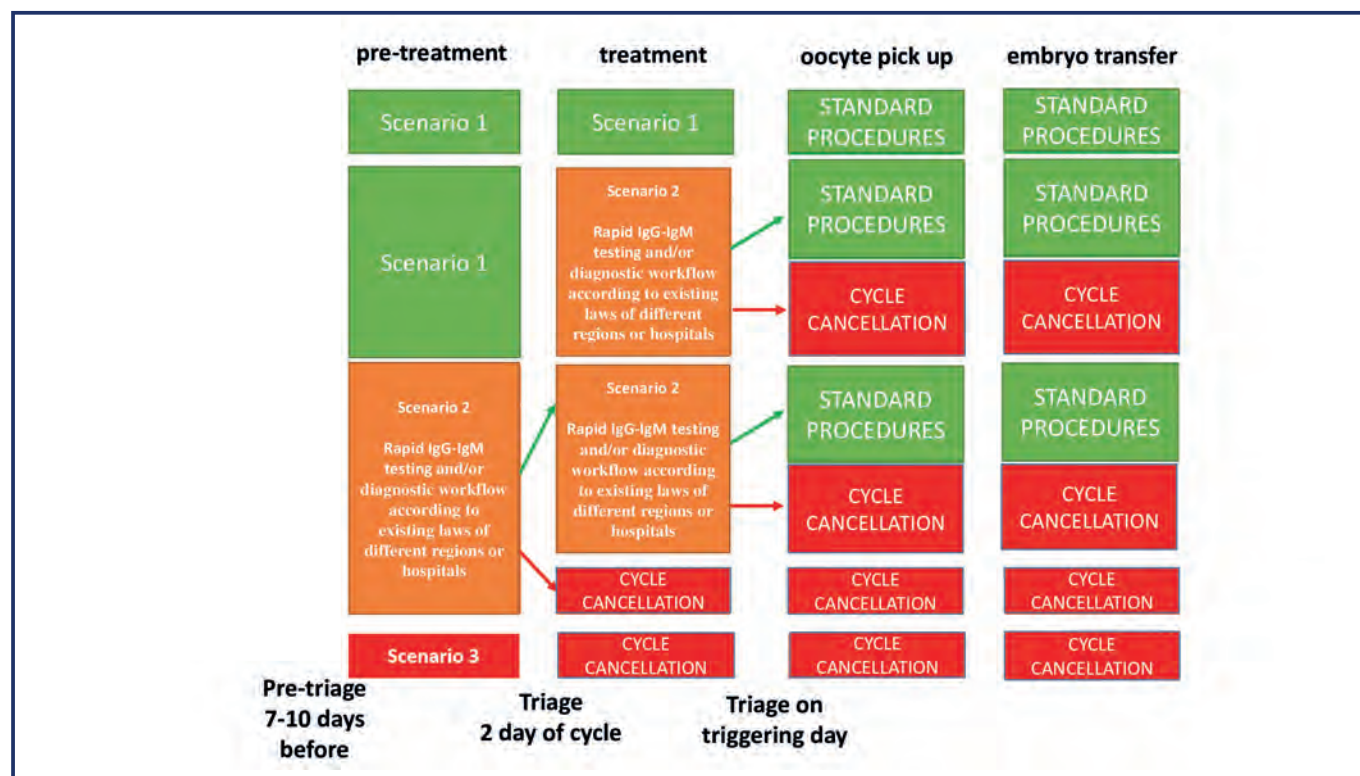 pre-treatment
treatment
oocyte pick up
embryo transfer
Scenario 1
Scenario 1
STANDARD
PROCEDURES
STANDARD
PROCEDURES
Scenario 1
Scenario 2
Rapid IgG-IgM
testing and/or
diagnostic workflow
according to existing
laws of different
regions or hospitals
STANDARD
PROCEDURES
STANDARD
PROCEDURES
CYCLE
CANCELLATION
CYCLE
CANCELLATION
Scenario 2
Rapid IgG-IgM
testing and/or
diagnostic workflow
according to
existing laws of
different regions or
hospitals
Scenario 2
Rapid IgG-IgM testing
and/or diagnostic
workflow according
to existing laws of
different regions or
hospitals
STANDARD
PROCEDURES
STANDARD
PROCEDURES
CYCLE
CANCELLATION
CYCLE
CANCELLATION
CYCLE
CANCELLATION
CYCLE
CANCELLATION
CYCLE
CANCELLATION
Scenario 3
CYCLE
CANCELLATION
CYCLE
CANCELLATION
CYCLE
CANCELLATION
Pre-triage
7-10 days
before
Triage
2 day of cycle
Triage on
triggering day